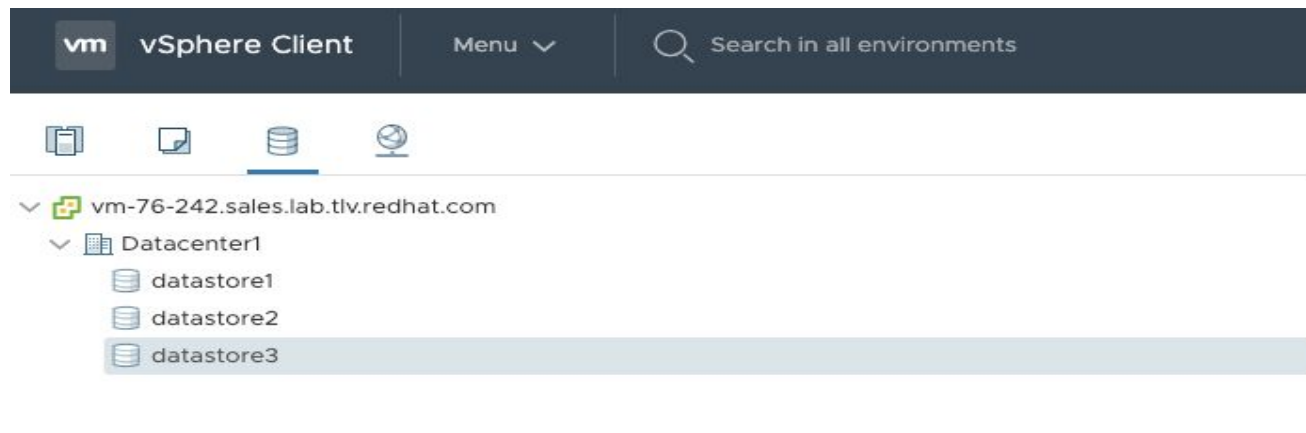 vm vSphere Client Menu Search in all environments
vm-76-242.sales.lab.tlv.redhat.com
Datacenter1
datastore1
datastore2
datastore3